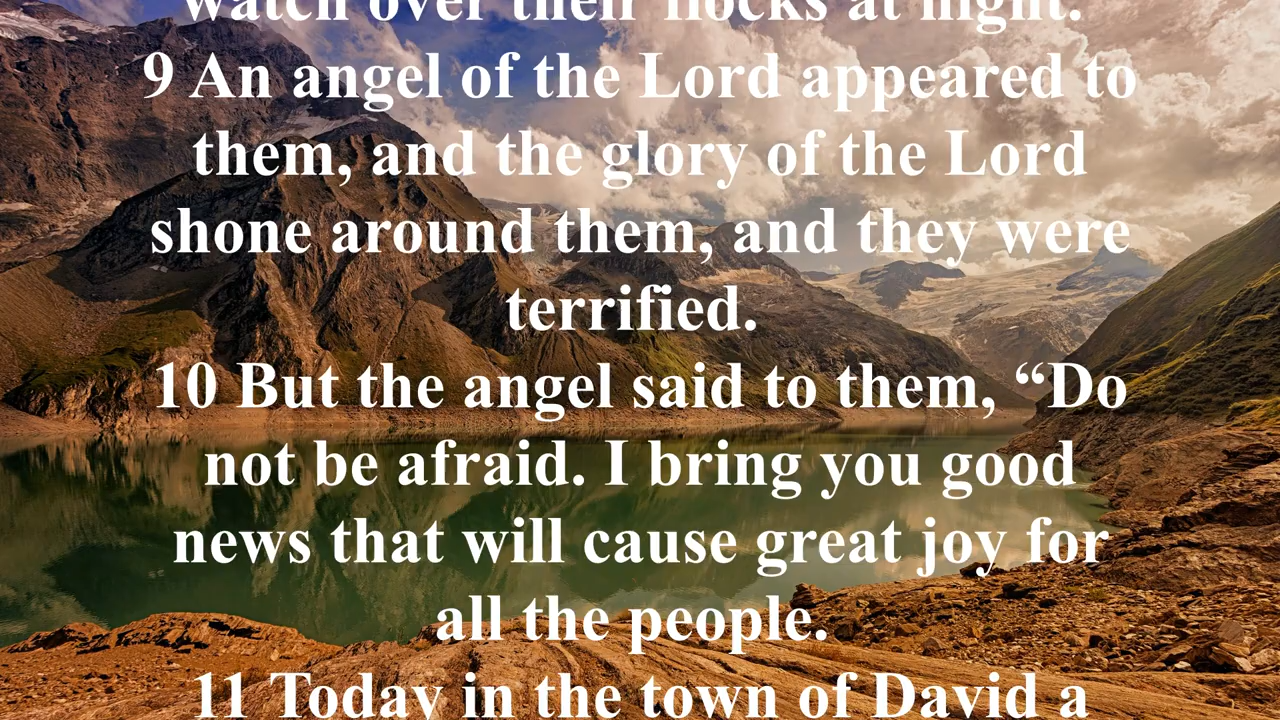 watch over their flocks at night.
9 An angel of the Lord appeared to
them, and the glory of the Lord
shone around them, and they were
terrified.
10 But the angel said to them, “Do
not be afraid. I bring you good
news that will cause great joy for
all the people.
11 Today in the town of David a